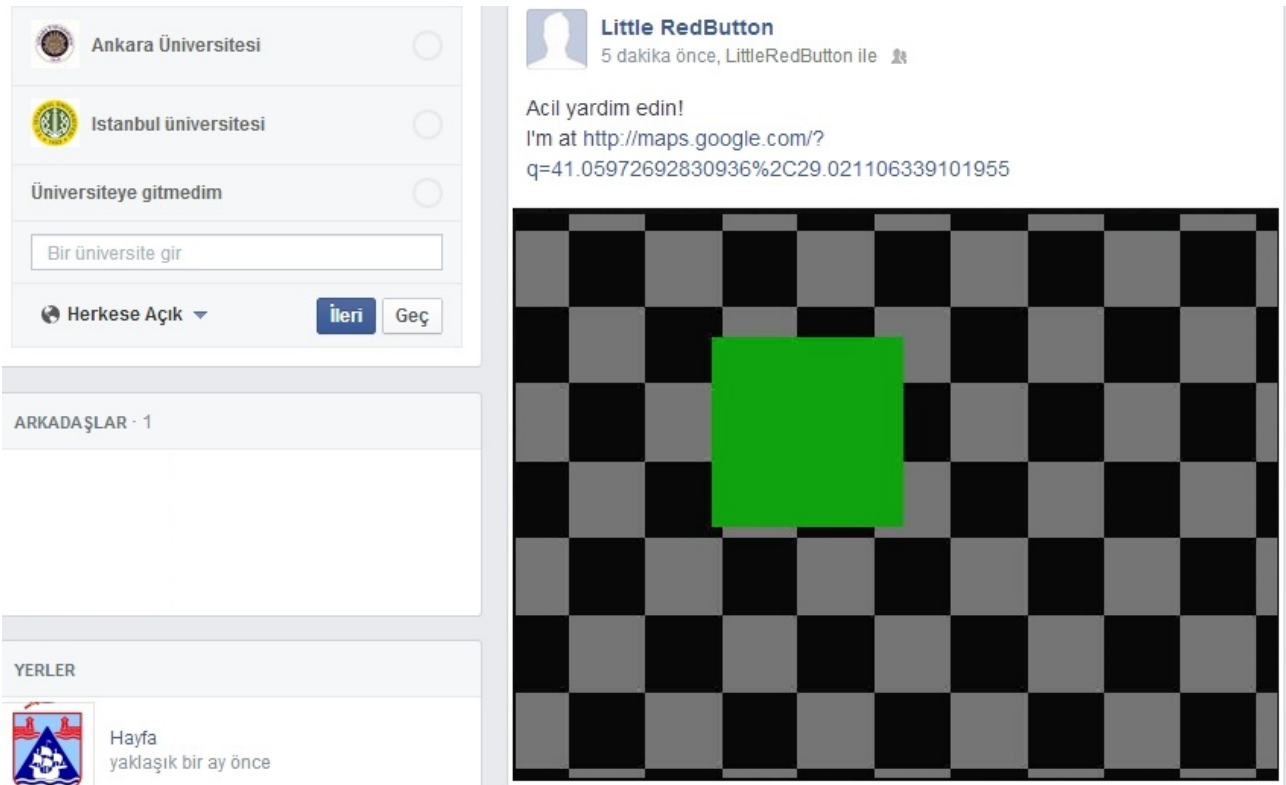 Ankara Üniversitesi
Istanbul üniversitesi
Üniversiteye gitmedim
Bir üniversite gir
Herkese Açık
İleri
Geç
ARKADAŞLAR · 1
YERLER
Hayfa
yaklaşık bir ay önce
Little RedButton
5 dakika önce, LittleRedButton ile
Acil yardim edin!
I'm at http://maps.google.com/?
q=41.05972692830936%2C29.021106339101955